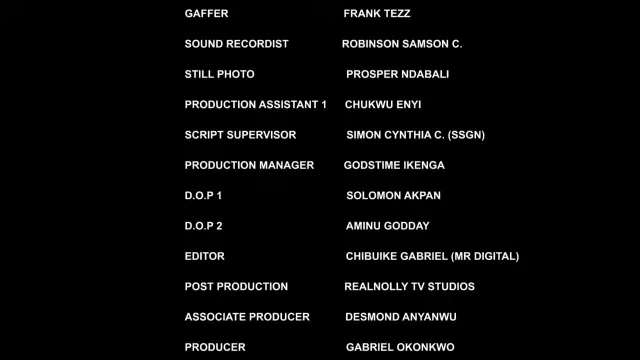 GAFFER FRANK TEZZ
SOUND RECORDIST ROBINSON SAMSON C.
STILL PHOTO PROSPER NDABALI
PRODUCTION ASSISTANT 1 CHUKWU ENYI
SCRIPT SUPERVISOR SIMON CYNTHIA C. (SSGN)
PRODUCTION MANAGER GODSTIME IKENGA
D.O.P 1 SOLOMON AKPAN
D.O.P 2 AMINU GODDAY
EDITOR CHIBUIKE GABRIEL (MR DIGITAL)
POST PRODUCTION REALNOLLY TV STUDIOS
ASSOCIATE PRODUCER DESMOND ANYANWU
PRODUCER GABRIEL OKONKWO